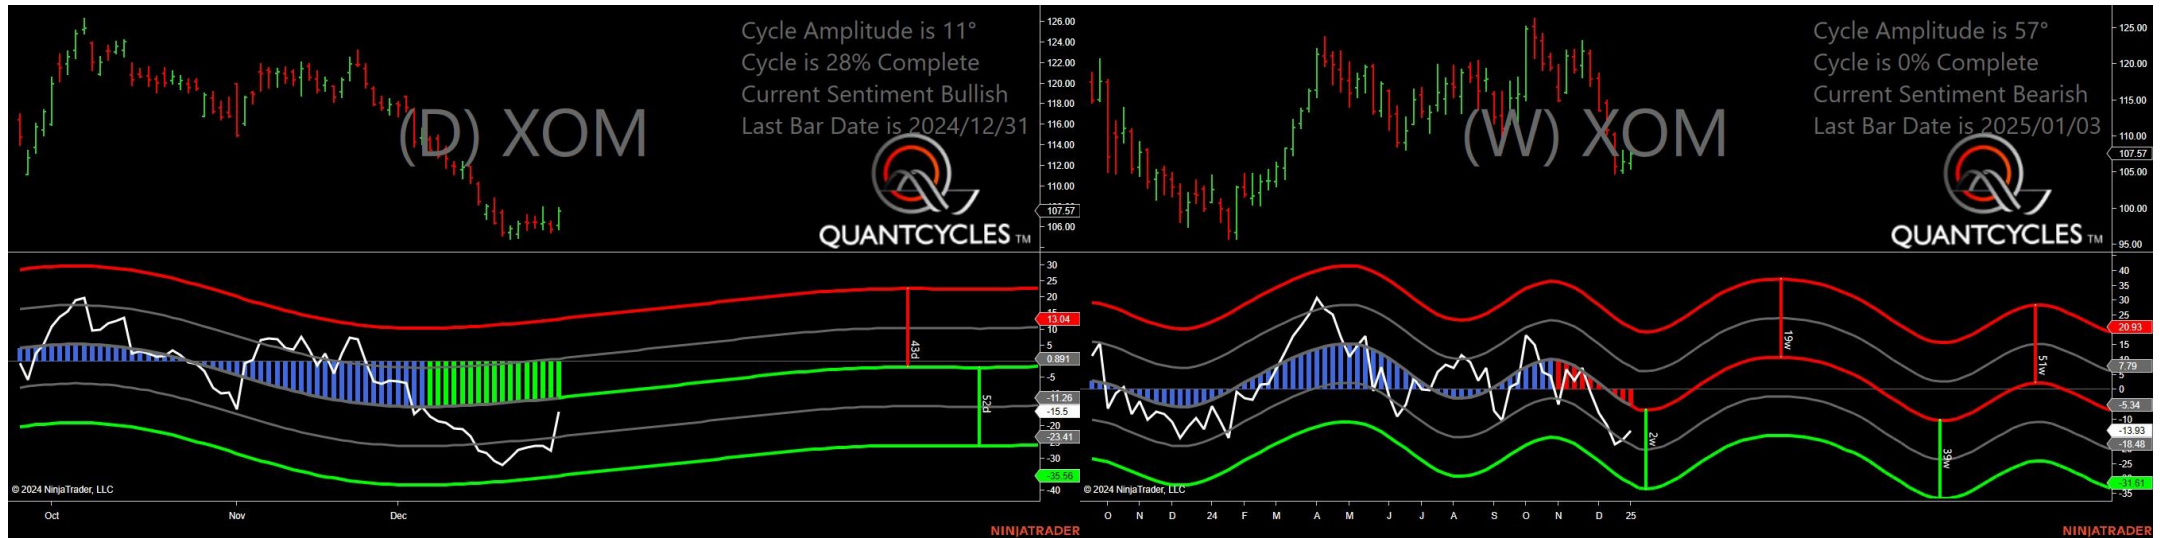 Cycle Amplitude is 11°
Cycle is 28% Complete
Current Sentiment Bullish
Last Bar Date is 2024/12/31
(D) XOM
QUANTCYCLES TM
126.00
124.00
122.00
120.00
118.00
116.00
114.00
112.00
110.00
107.57
106.00
30
25
20
13.04
10
5
0.891
-5
-11.26
-15.5
-20
-23.41
-30
-35.56
-40
43d
52d
© 2024 NinjaTrader, LLC
Oct Nov Dec
NINJATRADER
Cycle Amplitude is 57°
Cycle is 0% Complete
Current Sentiment Bearish
Last Bar Date is 2025/01/03
(W) XOM
QUANTCYCLES TM
125.00
120.00
115.00
110.00
107.57
105.00
100.00
95.00
40
35
30
25
20.93
15
10
7.79
5
0
-5.34
-10
-13.93
-18.48
-25
-31.61
-35
2w
19w
39w
51w
© 2024 NinjaTrader, LLC
O N D 24 F M A M J J A S O N D 25
NINJATRADER